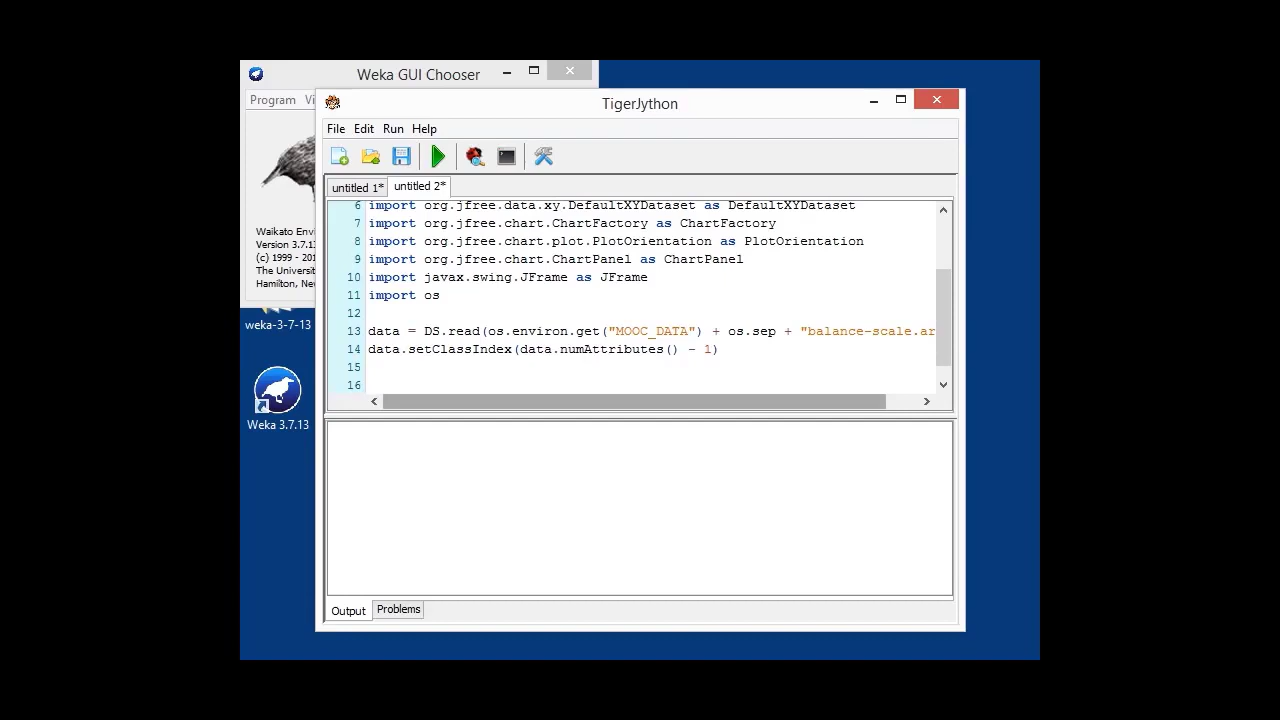 Weka GUI Chooser
Program
TigerJython
File Edit Run Help
untitled 1* untitled 2*
6 import org.jfree.data.xy.DefaultXYDataset as DefaultXYDataset
7 import org.jfree.chart.ChartFactory as ChartFactory
8 import org.jfree.chart.plot.PlotOrientation as PlotOrientation
9 import org.jfree.chart.ChartPanel as ChartPanel
10 import javax.swing.JFrame as JFrame
11 import os
12
13 data = DS.read(os.environ.get("MOOC_DATA") + os.sep + "balance-scale.ar
14 data.setClassIndex(data.numAttributes() - 1)
15
16
Waikato Envi
Version 3.7.13
(c) 1999 - 201
The Universit
Hamilton, Nev
weka-3-7-13
Weka 3.7.13
Output Problems